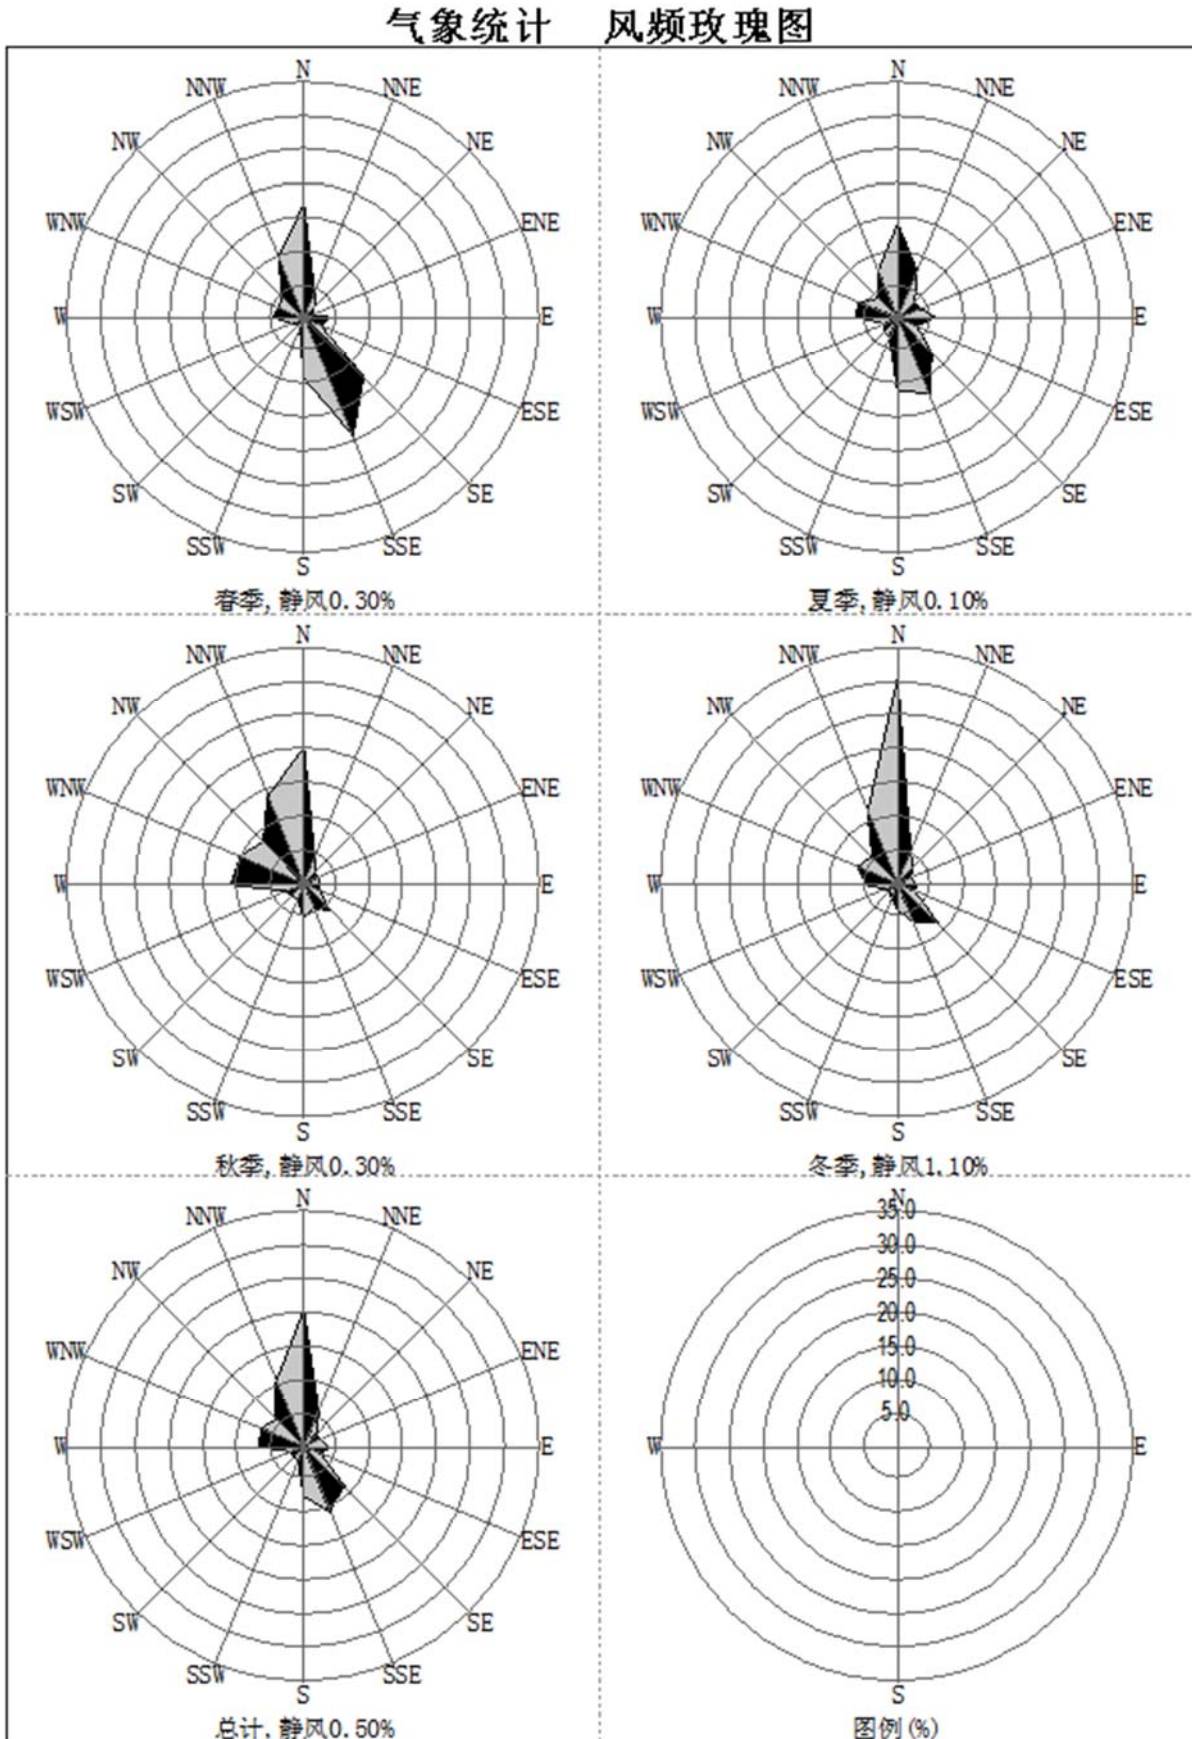 气象统计 风频玫瑰图
N
NNW NNE
NW NE
WNW ENE
W E
WSW ESE
SW SE
SSW SSE
S
春季,静风0.30%
N
NNW NNE
NW NE
WNW ENE
W E
WSW ESE
SW SE
SSW SSE
S
夏季,静风0.10%
N
NNW NNE
NW NE
WNW ENE
W E
WSW ESE
SW SE
SSW SSE
S
秋季,静风0.30%
N
NNW NNE
NW NE
WNW ENE
W E
WSW ESE
SW SE
SSW SSE
S
冬季,静风1.10%
N
NNW NNE
NW NE
WNW ENE
W E
WSW ESE
SW SE
SSW SSE
S
总计,静风0.50%
N
35.0
30.0
25.0
20.0
15.0
10.0
5.0
W E
S
图例(%)